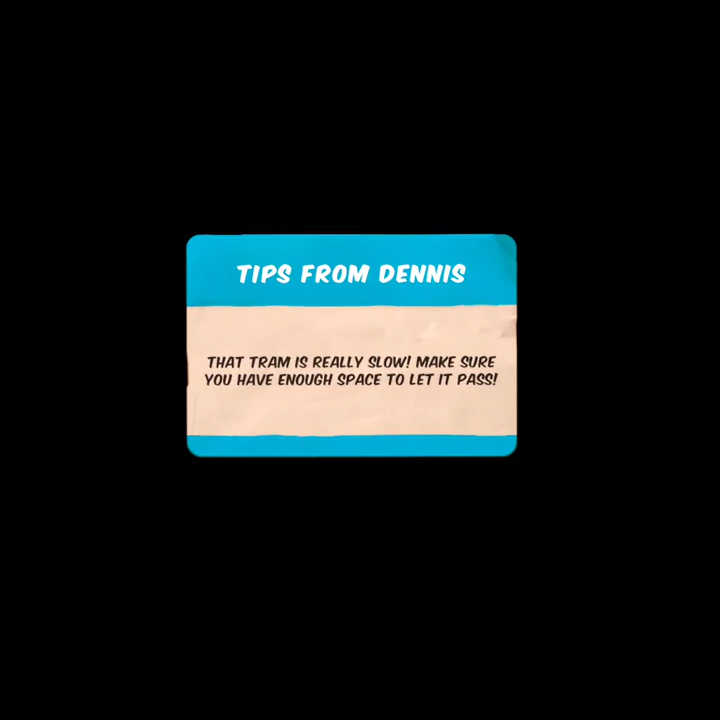 TIPS FROM DENNIS
THAT TRAM IS REALLY SLOW! MAKE SURE
YOU HAVE ENOUGH SPACE TO LET IT PASS!